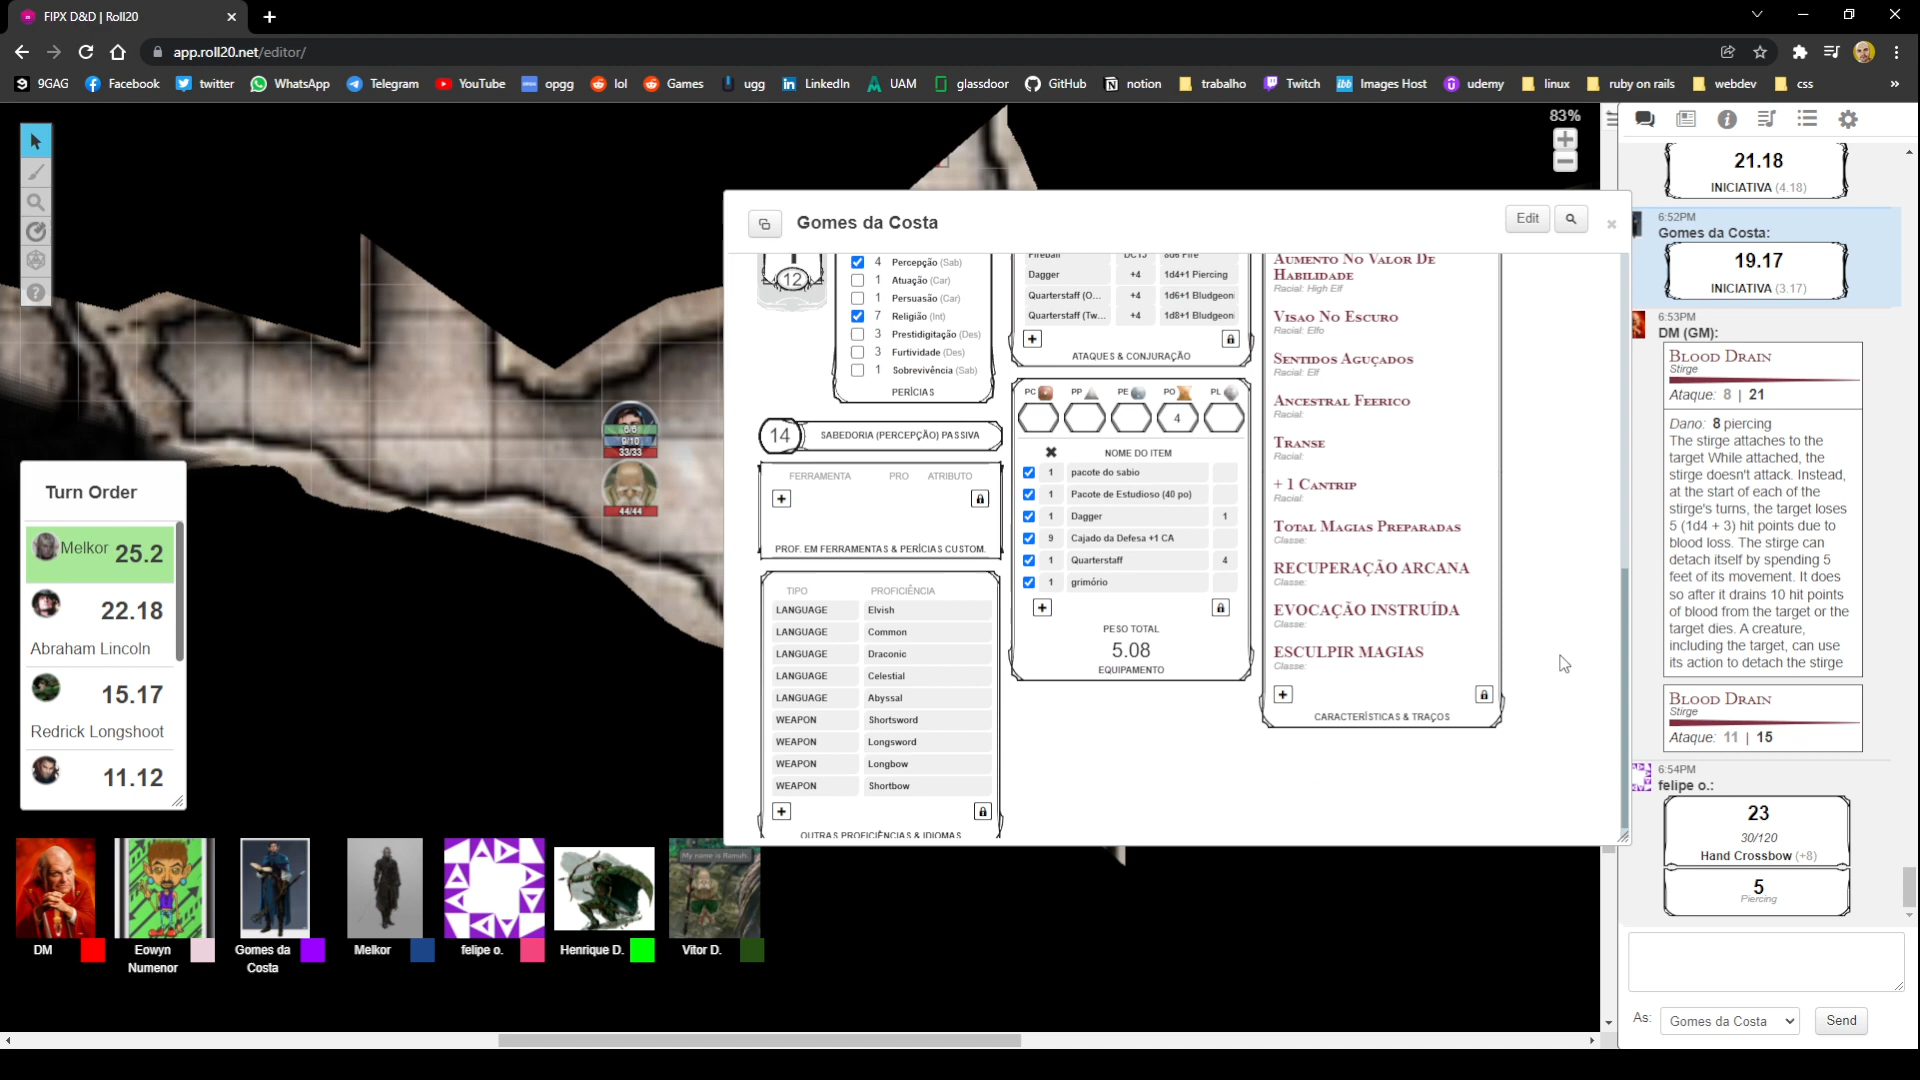 FIPX D&D | Roll20
app.roll20.net/editor/
9GAG Facebook twitter WhatsApp Telegram YouTube opgg lol Games ugg LinkedIn UAM glassdoor GitHub notion trabalho Twitch Images Host udemy linux ruby on rails webdev css
83%
Turn Order
Melkor 25.2
22.18
Abraham Lincoln
15.17
Redrick Longshoot
11.12
6/6
9/10
33/33
44/44
Gomes da Costa
Edit
12
4 Percepção (Sab)
1 Atuação (Car)
1 Persuasão (Car)
7 Religião (Int)
3 Prestidigitação (Des)
3 Furtividade (Des)
1 Sobrevivência (Sab)
PERÍCIAS
14 SABEDORIA (PERCEPÇÃO) PASSIVA
FERRAMENTA PRO ATRIBUTO
PROF. EM FERRAMENTAS & PERÍCIAS CUSTOM.
TIPO PROFICIÊNCIA
LANGUAGE Elvish
LANGUAGE Common
LANGUAGE Draconic
LANGUAGE Celestial
LANGUAGE Abyssal
WEAPON Shortsword
WEAPON Longsword
WEAPON Longbow
WEAPON Shortbow
OUTRAS PROFICIÊNCIAS & IDIOMAS
Fireball DC15 8d6 Fire
Dagger +4 1d4+1 Piercing
Quarterstaff (O... +4 1d6+1 Bludgeoni
Quarterstaff (Tw... +4 1d8+1 Bludgeoni
ATAQUES & CONJURAÇÃO
PC PP PE PO PL
4
NOME DO ITEM
1 pacote do sabio
1 Pacote de Estudioso (40 po)
1 Dagger 1
9 Cajado da Defesa +1 CA
1 Quarterstaff 4
1 grimório
PESO TOTAL
5.08
EQUIPAMENTO
AUMENTO NO VALOR DE
HABILIDADE
Racial: High Elf
VISAO NO ESCURO
Racial: Elfo
SENTIDOS AGUÇADOS
Racial: Elf
ANCESTRAL FEERICO
Racial:
TRANSE
Racial:
+ 1 CANTRIP
Racial:
TOTAL MAGIAS PREPARADAS
Classe:
RECUPERAÇÃO ARCANA
Classe:
EVOCAÇÃO INSTRUÍDA
Classe:
ESCULPIR MAGIAS
Classe:
CARACTERÍSTICAS & TRAÇOS
21.18
INICIATIVA (4.18)
6:52PM
Gomes da Costa:
19.17
INICIATIVA (3.17)
6:53PM
DM (GM):
BLOOD DRAIN
Stirge
Ataque: 8 | 21
Dano: 8 piercing
The stirge attaches to the
target While attached, the
stirge doesn't attack. Instead,
at the start of each of the
stirge's turns, the target loses
5 (1d4 + 3) hit points due to
blood loss. The stirge can
detach itself by spending 5
feet of its movement. It does
so after it drains 10 hit points
of blood from the target or the
target dies. A creature,
including the target, can use
its action to detach the stirge
BLOOD DRAIN
Stirge
Ataque: 11 | 15
6:54PM
felipe o.:
23
30/120
Hand Crossbow (+8)
5
Piercing
As: Gomes da Costa Send
My name is Ramish.
DM
Eowyn
Numenor
Gomes da
Costa
Melkor
felipe o.
Henrique D.
Vitor D.